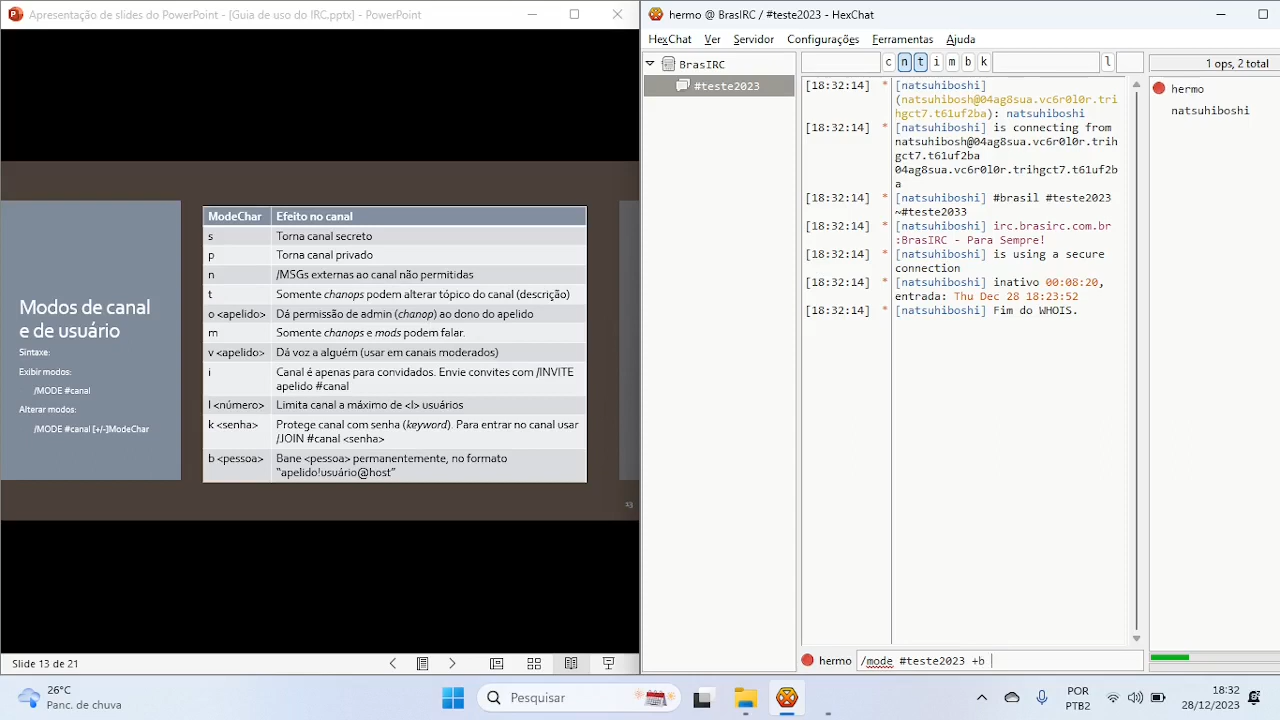 Apresentação de slides do PowerPoint - [Guia de uso do IRC.pptx] - PowerPoint
Modos de canal
e de usuário
Sintaxe:
Exibir modos:
/MODE #canal
Alterar modos:
/MODE #canal [+/-]ModeChar
ModeChar Efeito no canal
s Torna canal secreto
p Torna canal privado
n /MSGs externas ao canal não permitidas
t Somente chanops podem alterar tópico do canal (descrição)
o <apelido> Dá permissão de admin (chanop) ao dono do apelido
m Somente chanops e mods podem falar.
v <apelido> Dá voz a alguém (usar em canais moderados)
i Canal é apenas para convidados. Envie convites com /INVITE
apelido #canal
l <número> Limita canal a máximo de <l> usuários
k <senha> Protege canal com senha (keyword). Para entrar no canal usar
/JOIN #canal <senha>
b <pessoa> Bane <pessoa> permanentemente, no formato
"apelido!usuário@host"
13
Slide 13 de 21
hermo @ BrasIRC / #teste2023 - HexChat
HexChat Ver Servidor Configurações Ferramentas Ajuda
BrasIRC
#teste2023
c n t i m b k l
1 ops, 2 total
hermo
natsuhiboshi
[18:32:14] * [natsuhiboshi]
(natsuhibosh@04ag8sua.vc6r0l0r.tri
hgct7.t61uf2ba): natsuhiboshi
[18:32:14] * [natsuhiboshi] is connecting from
natsuhibosh@04ag8sua.vc6r0l0r.trih
gct7.t61uf2ba
04ag8sua.vc6r0l0r.trihgct7.t61uf2b
a
[18:32:14] * [natsuhiboshi] #brasil #teste2023
~#teste2033
[18:32:14] * [natsuhiboshi] irc.brasirc.com.br
:BrasIRC - Para Sempre!
[18:32:14] * [natsuhiboshi] is using a secure
connection
[18:32:14] * [natsuhiboshi] inativo 00:08:20,
entrada: Thu Dec 28 18:23:52
[18:32:14] * [natsuhiboshi] Fim do WHOIS.
hermo /mode #teste2023 +b
26°C
Panc. de chuva
Pesquisar
POR
PTB2
18:32
28/12/2023